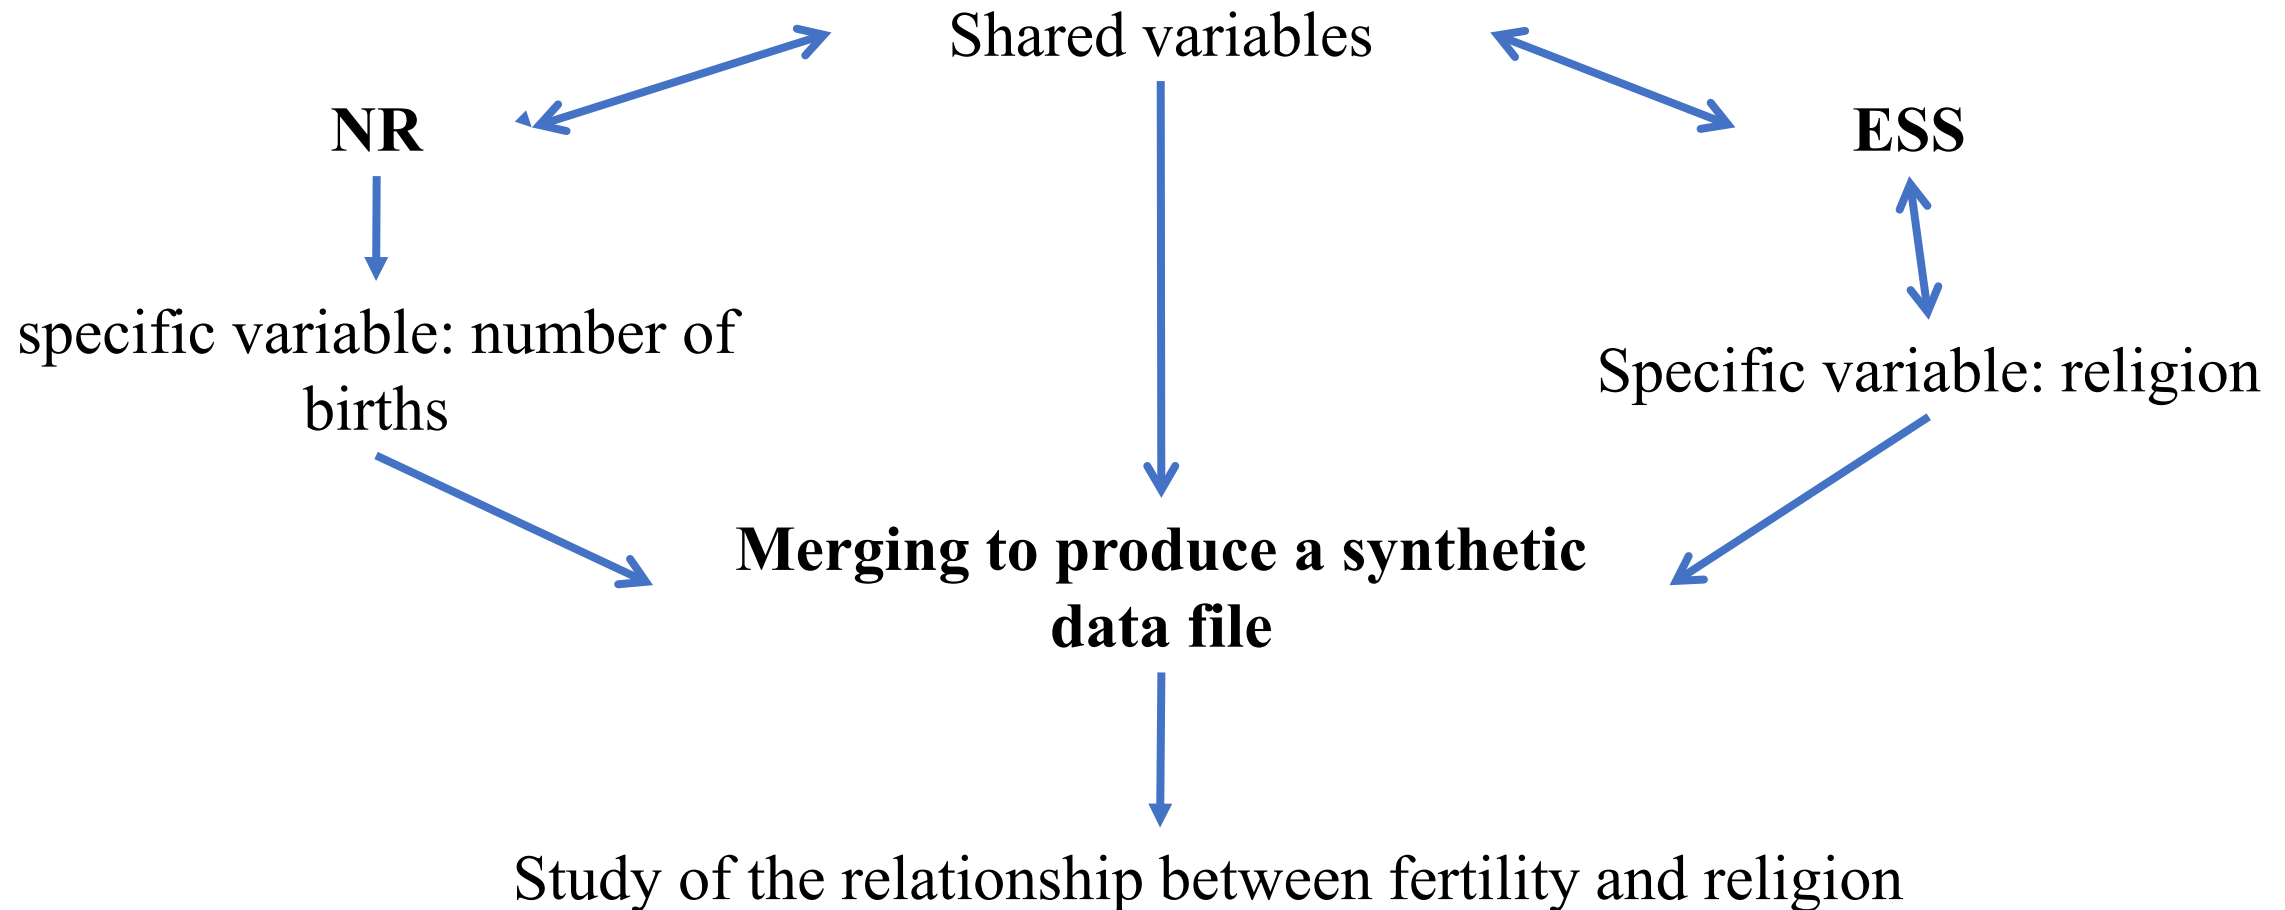 Shared variables
NR
ESS
specific variable: number of
births
Specific variable: religion
Merging to produce a synthetic
data file
Study of the relationship between fertility and religion